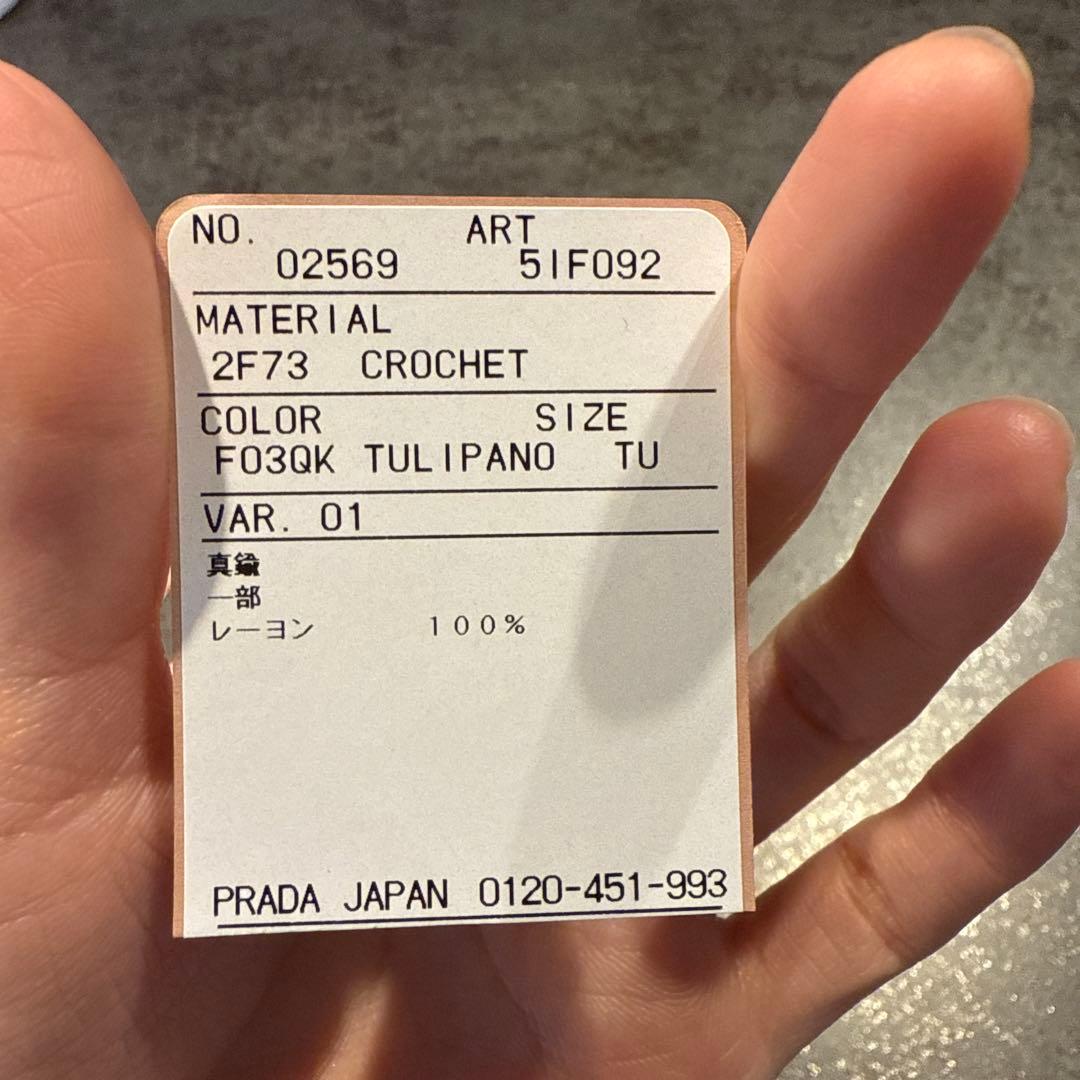 NO. ART
02569 5IF092
MATERIAL
2F73 CROCHET
COLOR SIZE
F03QK TULIPANO TU
VAR. 01
真鍮
一部
レーヨン 100%
PRADA JAPAN 0120-451-993